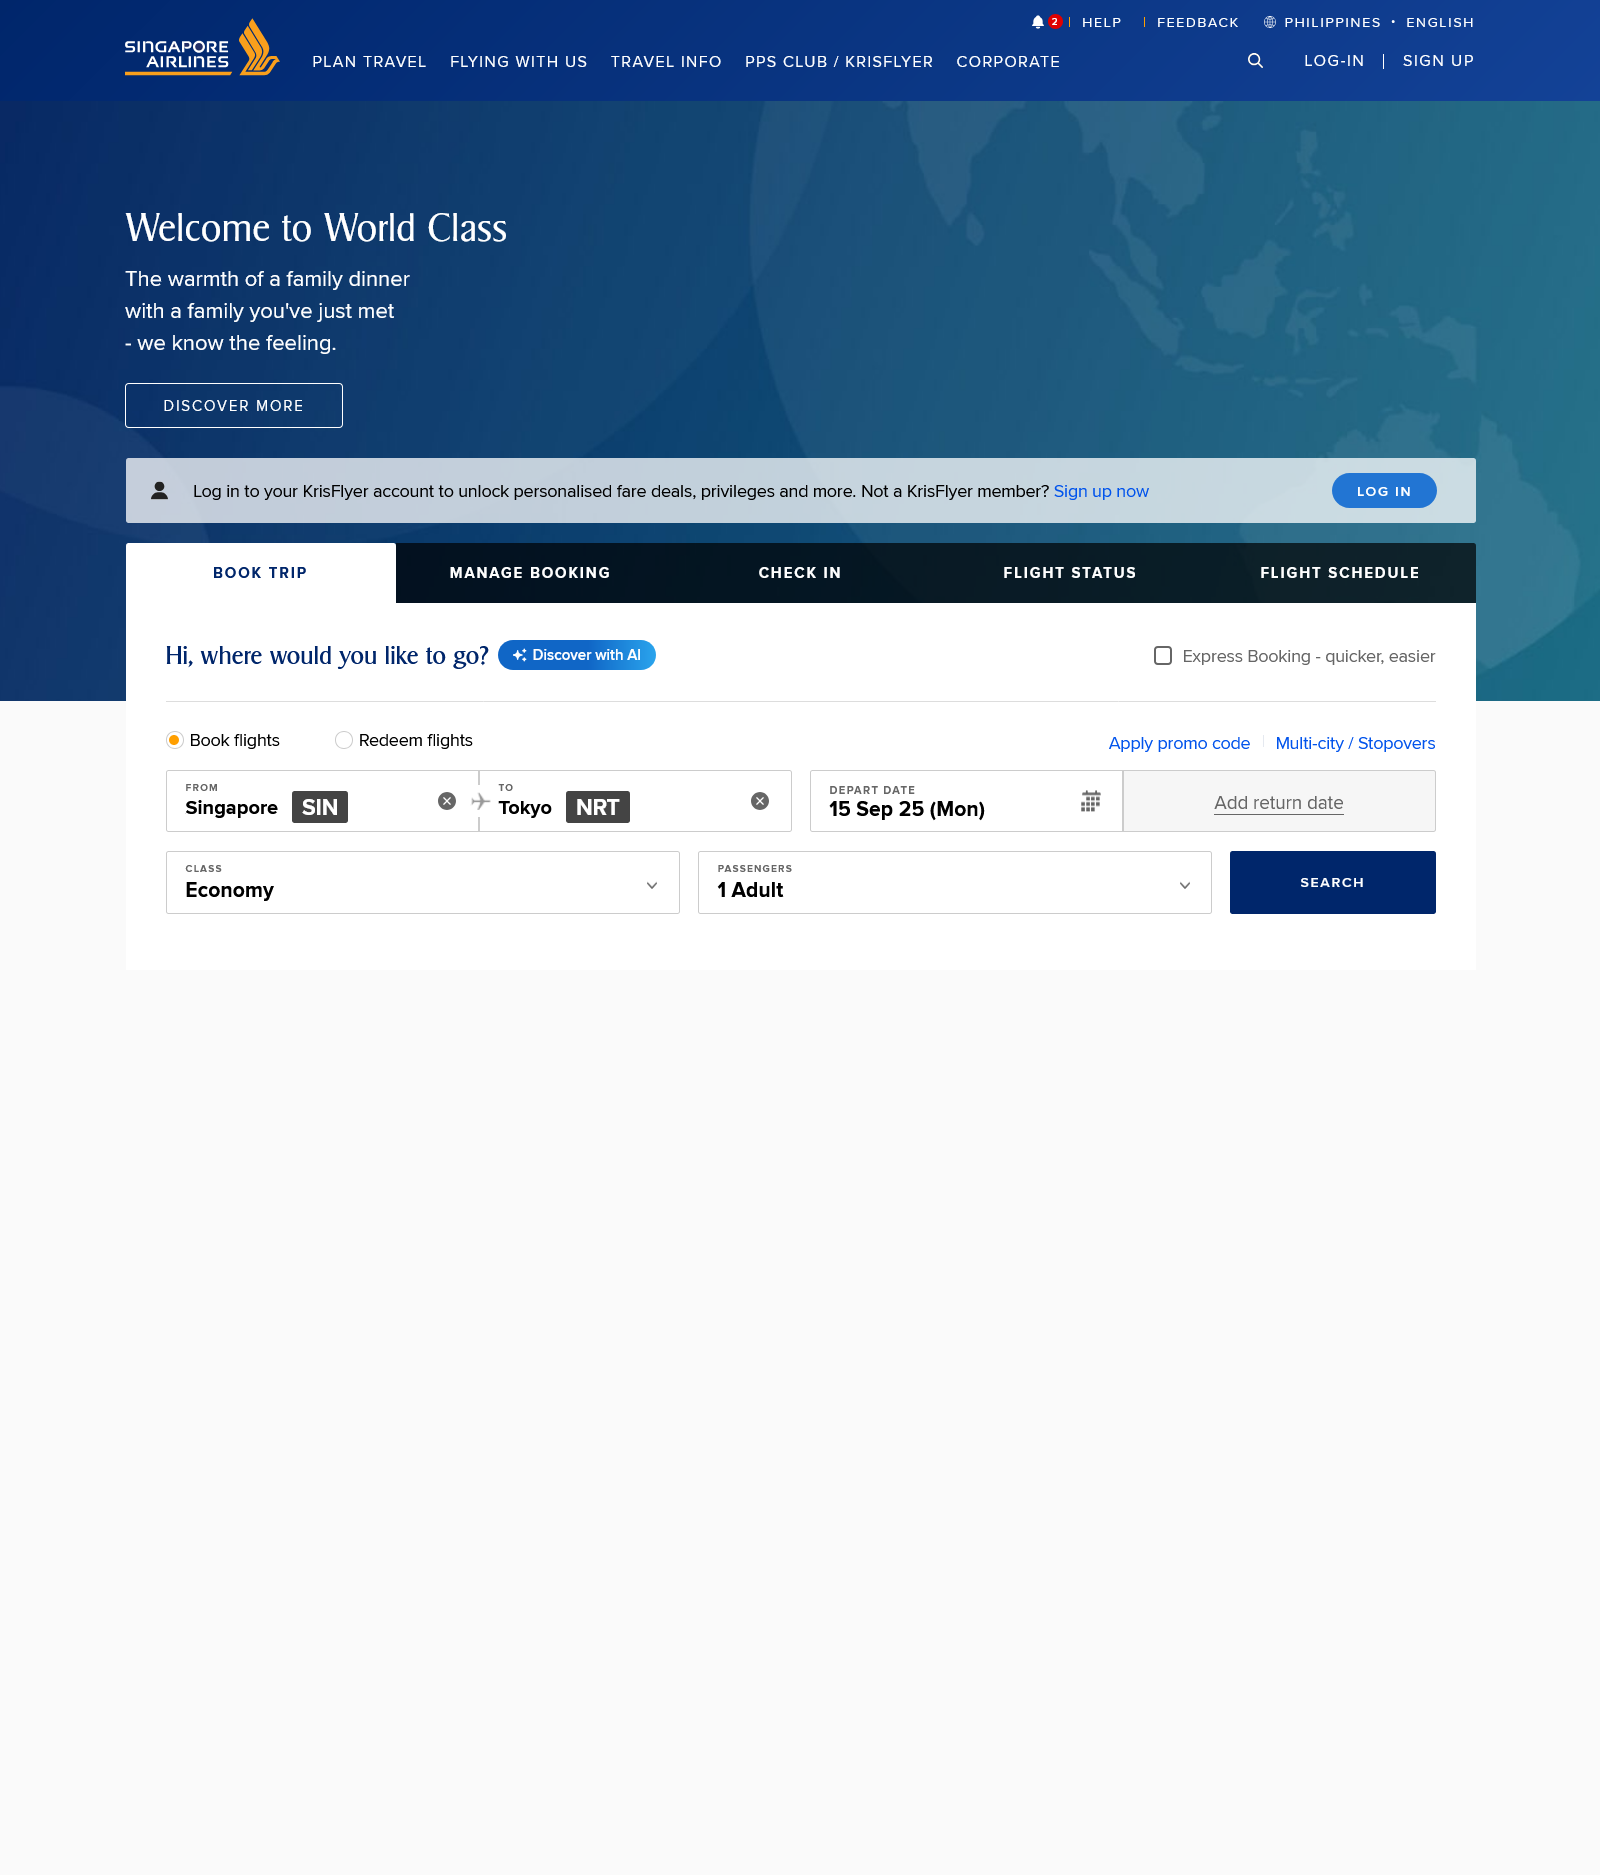 2 HELP FEEDBACK PHILIPPINES • ENGLISH
SINGAPORE
AIRLINES
PLAN TRAVEL FLYING WITH US TRAVEL INFO PPS CLUB / KRISFLYER CORPORATE LOG-IN SIGN UP
Welcome to World Class
The warmth of a family dinner
with a family you've just met
- we know the feeling.
DISCOVER MORE
Log in to your KrisFlyer account to unlock personalised fare deals, privileges and more. Not a KrisFlyer member? Sign up now LOG IN
BOOK TRIP MANAGE BOOKING CHECK IN FLIGHT STATUS FLIGHT SCHEDULE
Hi, where would you like to go? Discover with AI Express Booking - quicker, easier
Book flights Redeem flights Apply promo code Multi-city / Stopovers
FROM TO DEPART DATE
Singapore SIN Tokyo NRT 15 Sep 25 (Mon) Add return date
CLASS PASSENGERS
Economy 1 Adult SEARCH